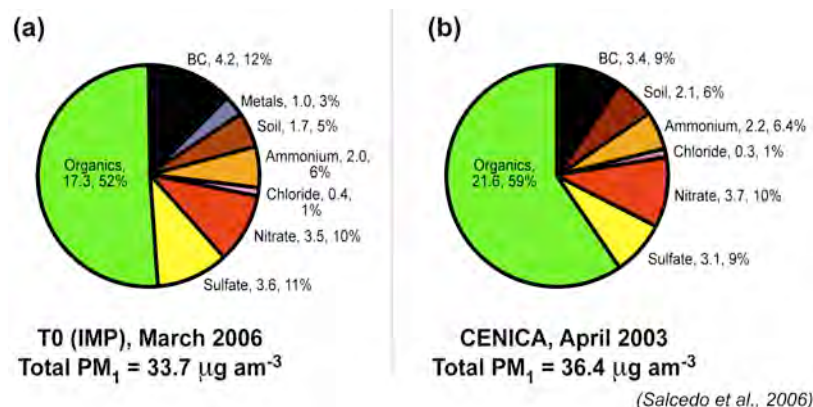 (a)
BC, 4.2, 12%
Metals, 1.0, 3%
Soil, 1.7, 5%
Ammonium, 2.0,
6%
Chloride, 0.4,
1%
Nitrate, 3.5, 10%
Sulfate, 3.6, 11%
Organics,
17.3, 52%
T0 (IMP), March 2006
Total PM₁ = 33.7 μg am⁻³
(b)
BC, 3.4, 9%
Soil, 2.1, 6%
Ammonium, 2.2, 6.4%
Chloride, 0.3, 1%
Nitrate, 3.7, 10%
Sulfate, 3.1, 9%
Organics,
21.6, 59%
CENICA, April 2003
Total PM₁ = 36.4 μg am⁻³
(Salcedo et al., 2006)